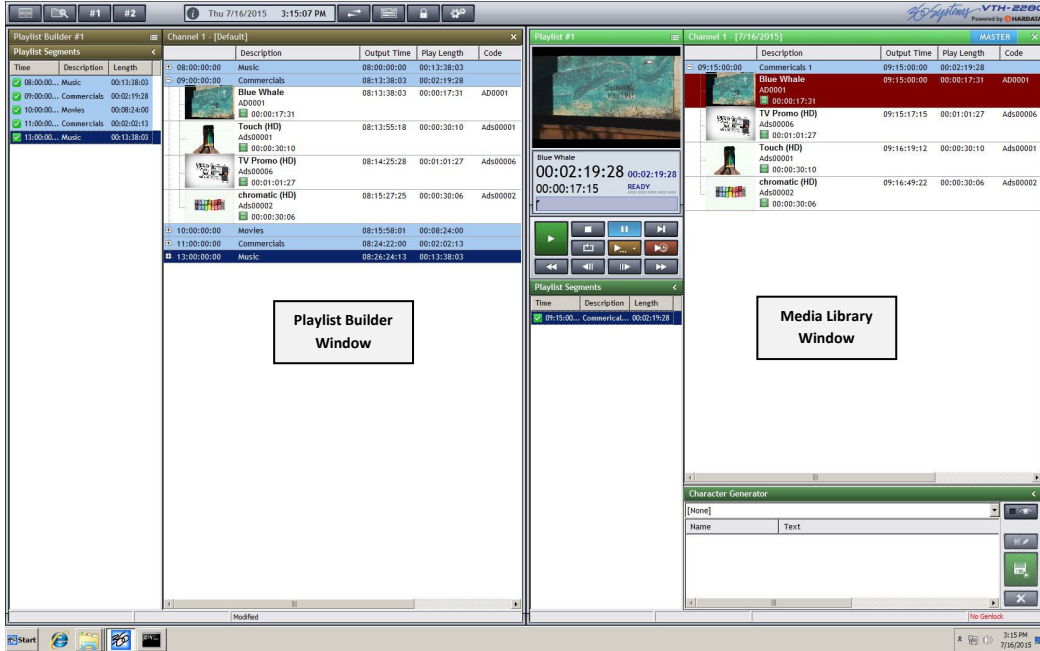 #1 #2 Thu 7/16/2015 3:15:07 PM 360 Systems VTH-2280
Powered by HARDATA
Playlist Builder #1
Playlist Segments
Time Description Length
08:00:00... Music 00:13:38:03
09:00:00... Commercials 00:02:19:28
10:00:00... Movies 00:08:24:00
11:00:00... Commercials 00:02:02:13
13:00:00... Music 00:13:38:03
Channel 1 - [Default]
Description Output Time Play Length Code
08:00:00:00 Music 08:00:00:00 00:13:38:03
09:00:00:00 Commercials 08:13:38:03 00:02:19:28
Blue Whale 08:13:38:03 00:00:17:31 AD0001
AD0001
00:00:17:31
Touch (HD) 08:13:55:18 00:00:30:10 Ads00001
Ads00001
00:00:30:10
TV Promo (HD) 08:14:25:28 00:01:01:27 Ads00006
Ads00006
00:01:01:27
chromatic (HD) 08:15:27:25 00:00:30:06 Ads00002
Ads00002
00:00:30:06
10:00:00:00 Movies 08:15:58:01 00:08:24:00
11:00:00:00 Commercials 08:24:22:00 00:02:02:13
13:00:00:00 Music 08:26:24:13 00:13:38:03
Playlist Builder
Window
Modified
Playlist #1
Blue Whale
00:02:19:28 00:02:19:28
00:00:17:15 READY
Playlist Segments
Time Description Length
09:15:00... Commerical... 00:02:19:28
Channel 1 - [7/16/2015] MASTER
Description Output Time Play Length Code
09:15:00:00 Commericals 1 09:15:00:00 00:02:19:28
Blue Whale 09:15:00:00 00:00:17:31 AD0001
AD0001
00:00:17:31
TV Promo (HD) 09:15:17:15 00:01:01:27 Ads00006
Ads00006
00:01:01:27
Touch (HD) 09:16:19:12 00:00:30:10 Ads00001
Ads00001
00:00:30:10
chromatic (HD) 09:16:49:22 00:00:30:06 Ads00002
Ads00002
00:00:30:06
Media Library
Window
Character Generator
[None]
Name Text
No Genlock
Start 3:15 PM
7/16/2015